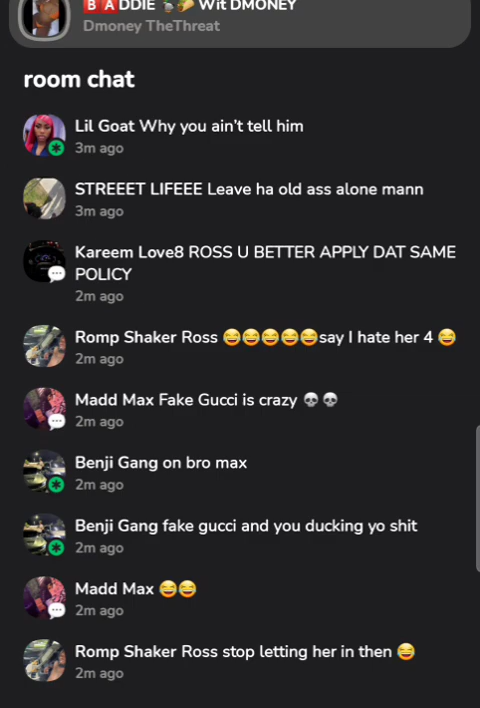 🅱️🅰️DDIE 🌮 Wit DMONEY
Dmoney TheThreat
room chat
Lil Goat Why you ain't tell him
3m ago
STREEET LIFEEE Leave ha old ass alone mann
3m ago
Kareem Love8 ROSS U BETTER APPLY DAT SAME
POLICY
2m ago
Romp Shaker Ross 😂😂😂😂😂say I hate her 4 😂
2m ago
Madd Max Fake Gucci is crazy 💀💀
2m ago
Benji Gang on bro max
2m ago
Benji Gang fake gucci and you ducking yo shit
2m ago
Madd Max 😂😂
2m ago
Romp Shaker Ross stop letting her in then 😂
2m ago